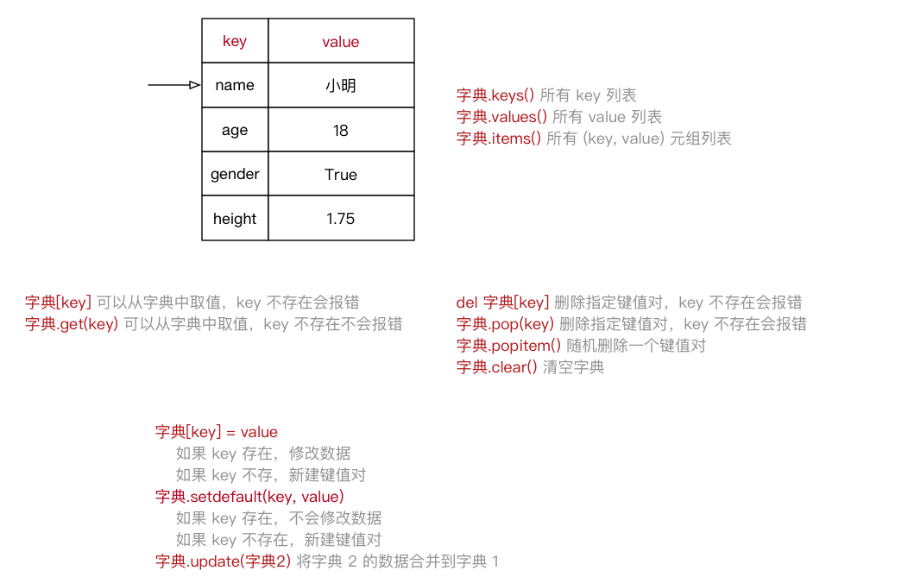 key value
name 小明
age 18
gender True
height 1.75
字典.keys() 所有 key 列表
字典.values() 所有 value 列表
字典.items() 所有 (key, value) 元组列表
字典[key] 可以从字典中取值，key 不存在会报错
字典.get(key) 可以从字典中取值，key 不存在不会报错
del 字典[key] 删除指定键值对，key 不存在会报错
字典.pop(key) 删除指定键值对，key 不存在会报错
字典.popitem() 随机删除一个键值对
字典.clear() 清空字典
字典[key] = value
如果 key 存在，修改数据
如果 key 不存，新建键值对
字典.setdefault(key, value)
如果 key 存在，不会修改数据
如果 key 不存在，新建键值对
字典.update(字典2) 将字典 2 的数据合并到字典 1